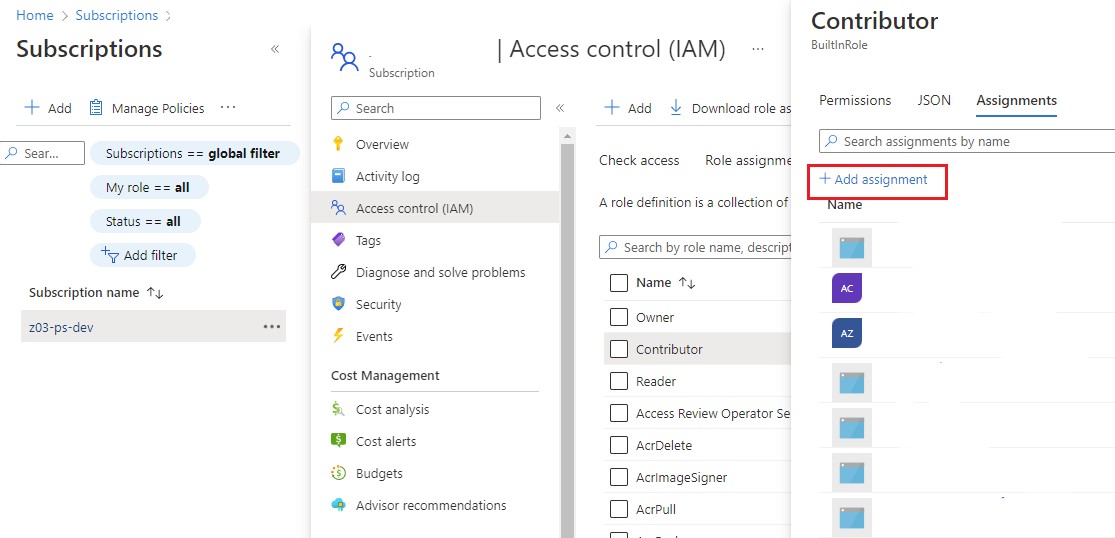 Home > Subscriptions >
Subscriptions
«
+ Add
Manage Policies
...
Sear...
Subscriptions == global filter
My role == all
Status == all
Add filter
Subscription name ↑↓
z03-ps-dev
...
| Access control (IAM)
...
Subscription
Search
«
Overview
Activity log
Access control (IAM)
Tags
Diagnose and solve problems
Security
Events
Cost Management
Cost analysis
Cost alerts
Budgets
Advisor recommendations
+ Add
Download role as
Check access
Role assignme
A role definition is a collection of
Search by role name, descript
Name ↑↓
Owner
Contributor
Reader
Access Review Operator Se
AcrDelete
AcrImageSigner
AcrPull
Contributor
BuiltInRole
Permissions
JSON
Assignments
Search assignments by name
+ Add assignment
Name
AC
AZ